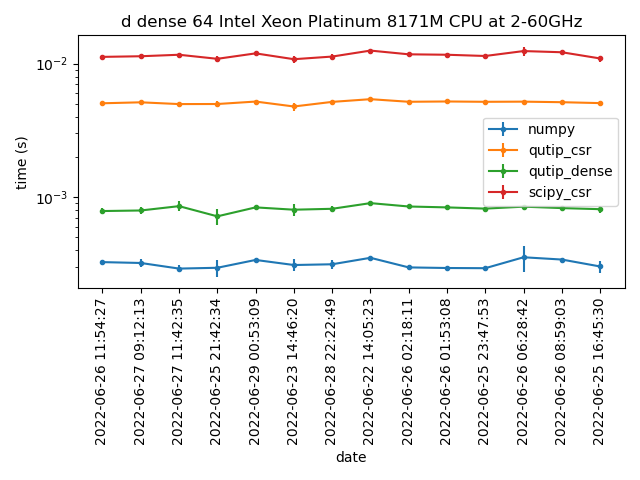 d dense 64 Intel Xeon Platinum 8171M CPU at 2-60GHz
time (s)
10⁻²
10⁻³
numpy
qutip_csr
qutip_dense
scipy_csr
2022-06-26 11:54:27
2022-06-27 09:12:13
2022-06-27 11:42:35
2022-06-25 21:42:34
2022-06-29 00:53:09
2022-06-23 14:46:20
2022-06-28 22:22:49
2022-06-22 14:05:23
2022-06-26 02:18:11
2022-06-26 01:53:08
2022-06-25 23:47:53
2022-06-26 06:28:42
2022-06-26 08:59:03
2022-06-25 16:45:30
date